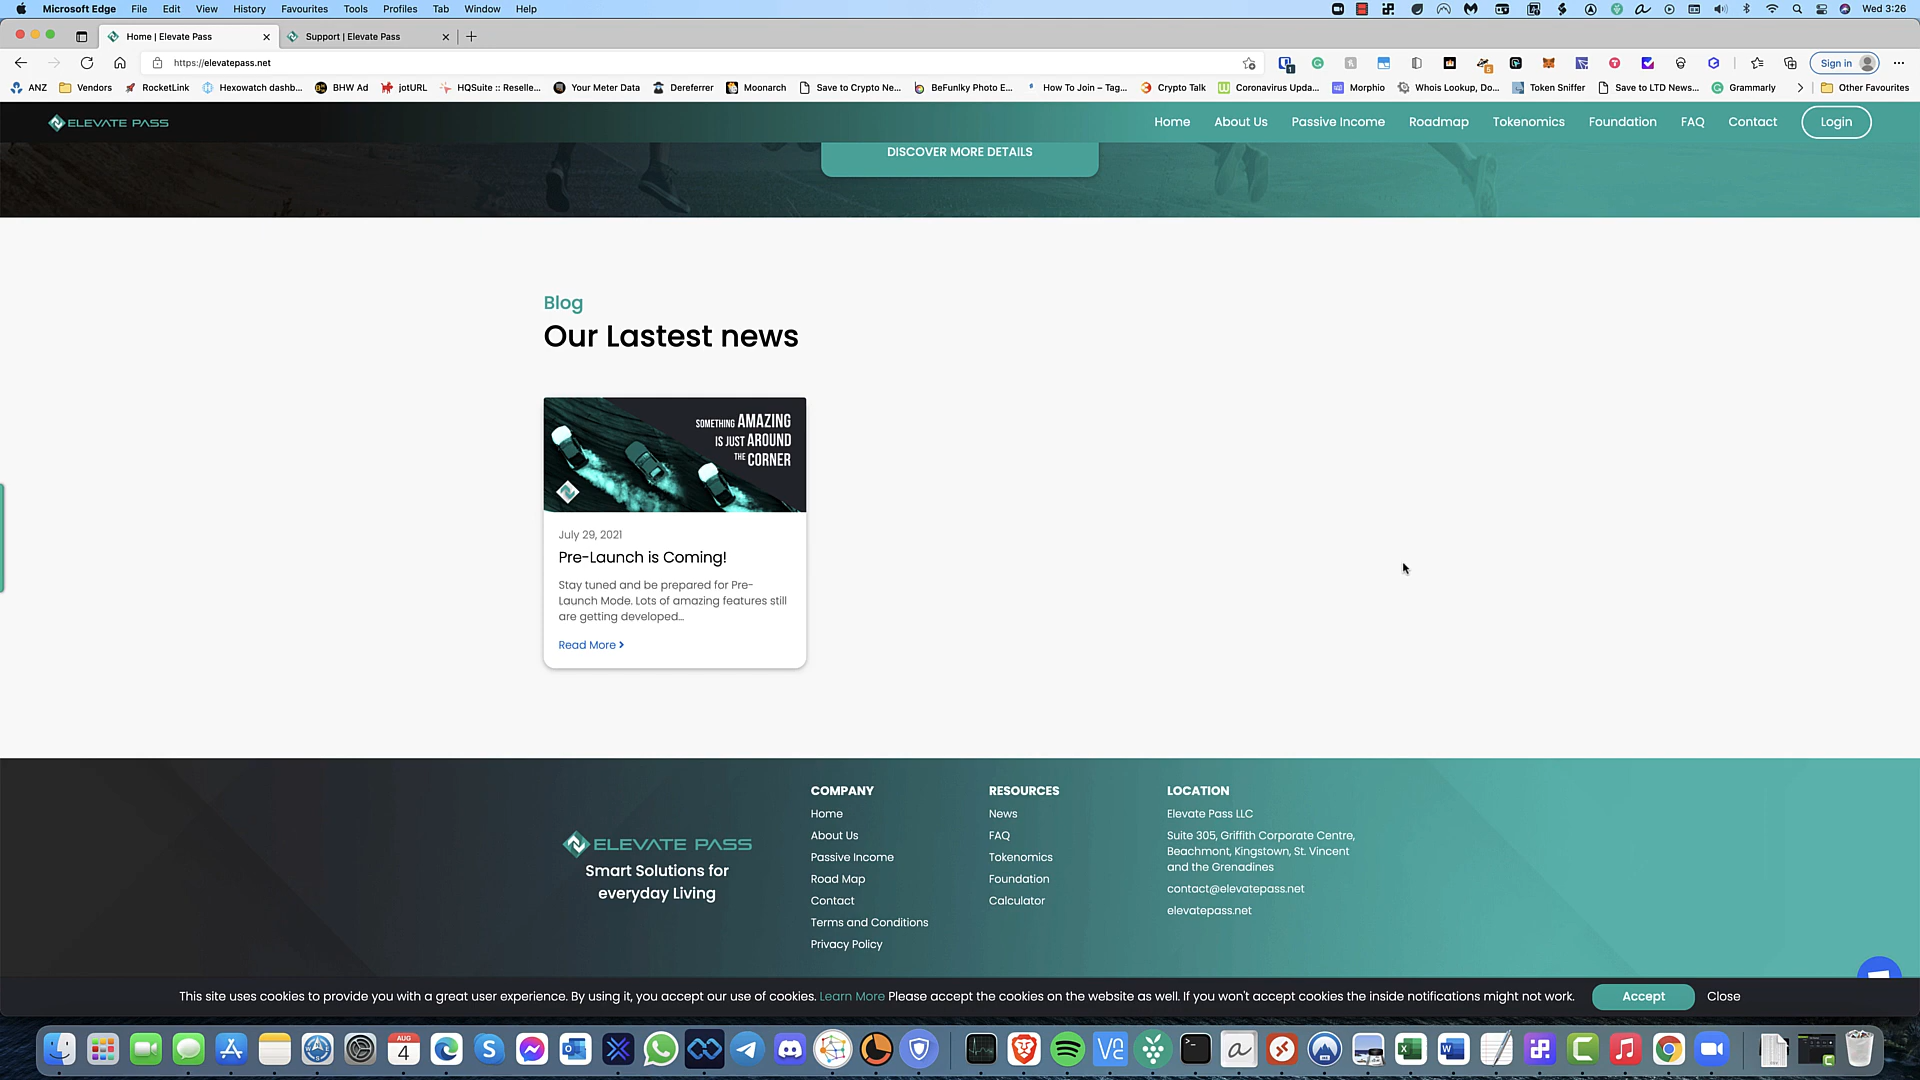 Microsoft Edge File Edit View History Favourites Tools Profiles Tab Window Help Wed 3:26
Home | Elevate Pass Support | Elevate Pass
https://elevatepass.net Sign in
ANZ Vendors RocketLink Hexowatch dashb... BHW Ad jotURL HQSuite :: Reselle... Your Meter Data Dereferrer Moonarch Save to Crypto Ne... BeFunlky Photo E... How To Join – Tag... Crypto Talk Coronavirus Upda... Morphio Whois Lookup, Do... Token Sniffer Save to LTD News... Grammarly Other Favourites
ELEVATE PASS Home About Us Passive Income Roadmap Tokenomics Foundation FAQ Contact Login
DISCOVER MORE DETAILS
Blog
Our Lastest news
SOMETHING AMAZING
IS JUST AROUND
THE CORNER
July 29, 2021
Pre-Launch is Coming!
Stay tuned and be prepared for Pre-
Launch Mode. Lots of amazing features still
are getting developed...
Read More
ELEVATE PASS
Smart Solutions for
everyday Living
COMPANY
Home
About Us
Passive Income
Road Map
Contact
Terms and Conditions
Privacy Policy
RESOURCES
News
FAQ
Tokenomics
Foundation
Calculator
LOCATION
Elevate Pass LLC
Suite 305, Griffith Corporate Centre,
Beachmont, Kingstown, St. Vincent
and the Grenadines
contact@elevatepass.net
elevatepass.net
This site uses cookies to provide you with a great user experience. By using it, you accept our use of cookies. Learn More Please accept the cookies on the website as well. If you won't accept cookies the inside notifications might not work. Accept Close
AUG
4